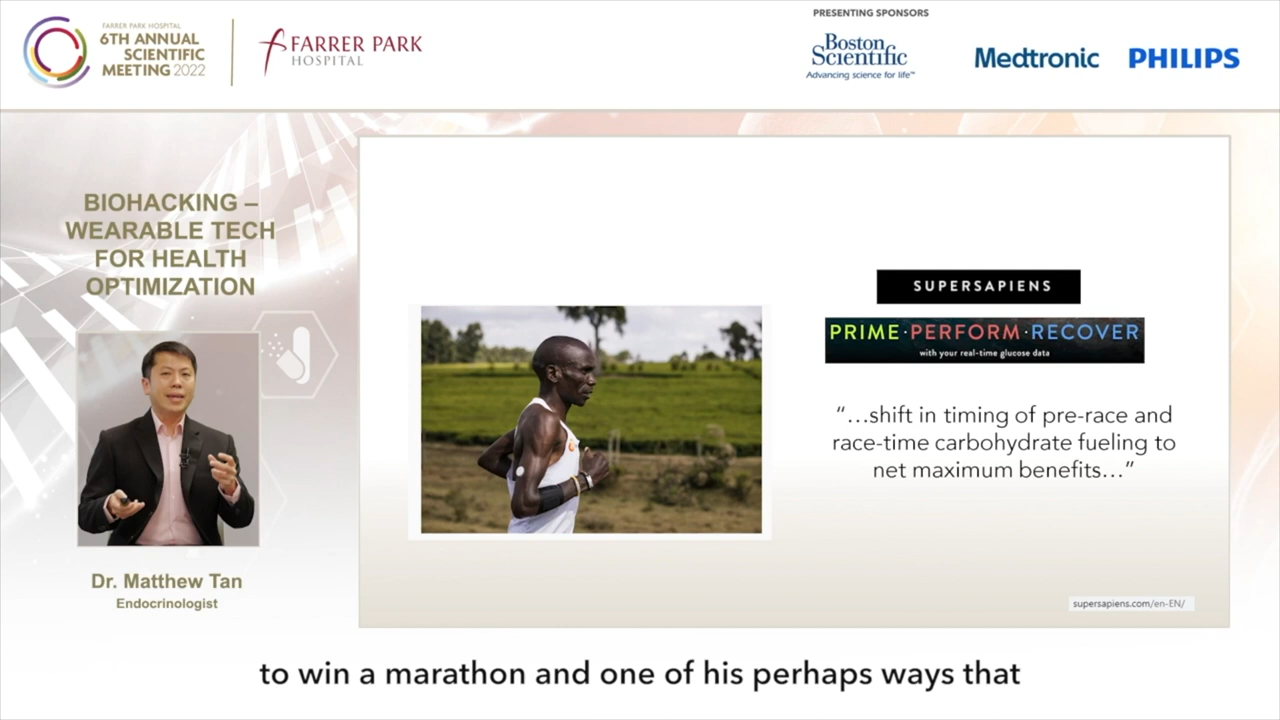 FARRER PARK HOSPITAL
6TH ANNUAL
SCIENTIFIC
MEETING 2022
FARRER PARK
HOSPITAL
PRESENTING SPONSORS
Boston
Scientific
Advancing science for life™
Medtronic
PHILIPS
BIOHACKING –
WEARABLE TECH
FOR HEALTH
OPTIMIZATION
Dr. Matthew Tan
Endocrinologist
SUPERSAPIENS
PRIME·PERFORM·RECOVER
with your real-time glucose data
“…shift in timing of pre-race and
race-time carbohydrate fueling to
net maximum benefits…”
supersapiens.com/en-EN/
to win a marathon and one of his perhaps ways that